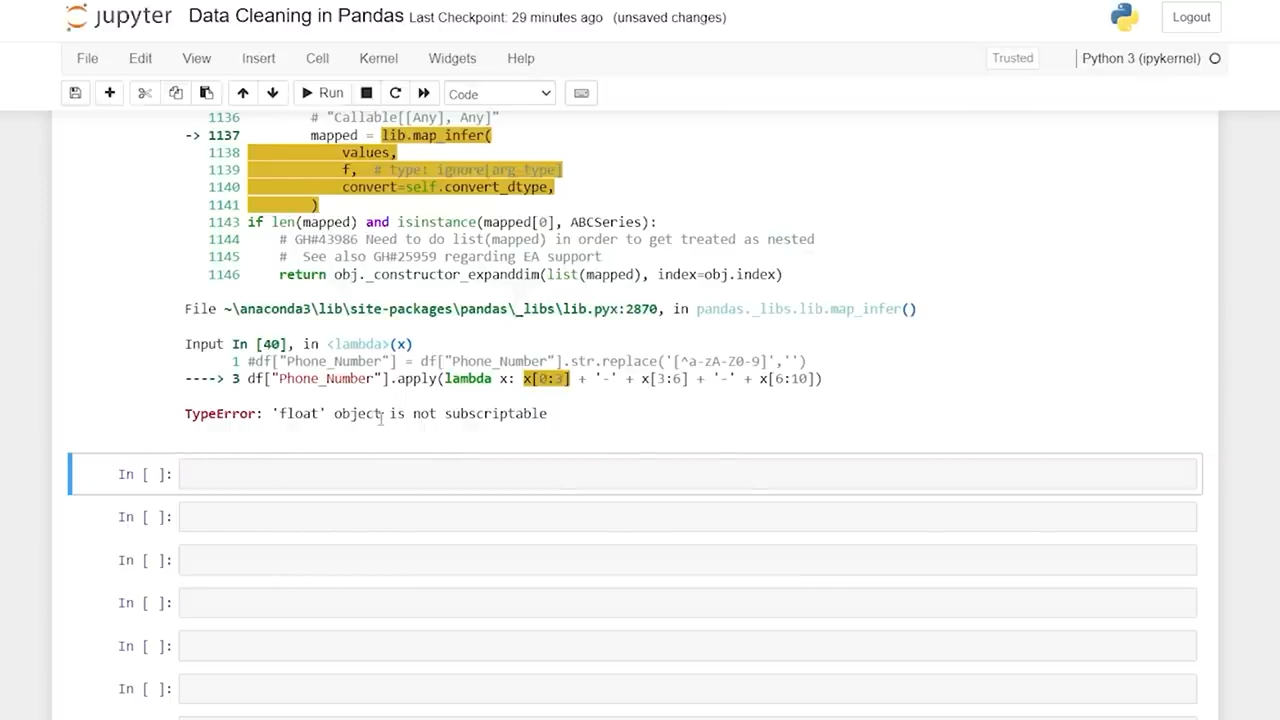 jupyter Data Cleaning in Pandas Last Checkpoint: 29 minutes ago (unsaved changes) Logout
File Edit View Insert Cell Kernel Widgets Help Trusted Python 3 (ipykernel)
Run Code
1136 # "Callable[[Any], Any]"
-> 1137 mapped = lib.map_infer(
1138 values,
1139 f, # type: ignore[arg-type]
1140 convert=self.convert_dtype,
1141 )
1143 if len(mapped) and isinstance(mapped[0], ABCSeries):
1144 # GH#43986 Need to do list(mapped) in order to get treated as nested
1145 # See also GH#25959 regarding EA support
1146 return obj._constructor_expanddim(list(mapped), index=obj.index)
File ~\anaconda3\lib\site-packages\pandas\_libs\lib.pyx:2870, in pandas._libs.lib.map_infer()
Input In [40], in <lambda>(x)
1 #df["Phone_Number"] = df["Phone_Number"].str.replace('[^a-zA-Z0-9]','')
----> 3 df["Phone_Number"].apply(lambda x: x[0:3] + '-' + x[3:6] + '-' + x[6:10])
TypeError: 'float' object is not subscriptable
In [ ]:
In [ ]:
In [ ]:
In [ ]:
In [ ]:
In [ ]: